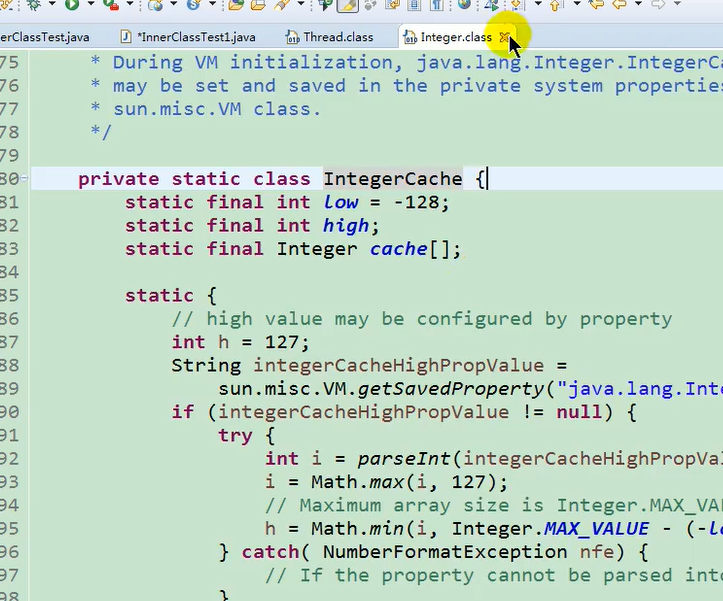 erClassTest.java *InnerClassTest1.java Thread.class Integer.class
75 * During VM initialization, java.lang.Integer.IntegerCa
76 * may be set and saved in the private system properties
77 * sun.misc.VM class.
78 */
79
80 private static class IntegerCache {
81 static final int low = -128;
82 static final int high;
83 static final Integer cache[];
84
85 static {
86 // high value may be configured by property
87 int h = 127;
88 String integerCacheHighPropValue =
89 sun.misc.VM.getSavedProperty("java.lang.Inte
90 if (integerCacheHighPropValue != null) {
91 try {
92 int i = parseInt(integerCacheHighPropVa
93 i = Math.max(i, 127);
94 // Maximum array size is Integer.MAX_VA
95 h = Math.min(i, Integer.MAX_VALUE - (-lo
96 } catch( NumberFormatException nfe) {
97 // If the property cannot be parsed into
98 }